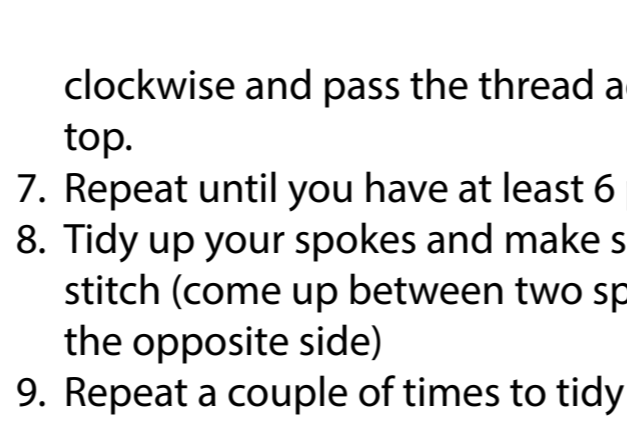 clockwise and pass the thread
top.
7. Repeat until you have at least 6
8. Tidy up your spokes and make
stitch (come up between two
the opposite side)
9. Repeat a couple of times to tidy